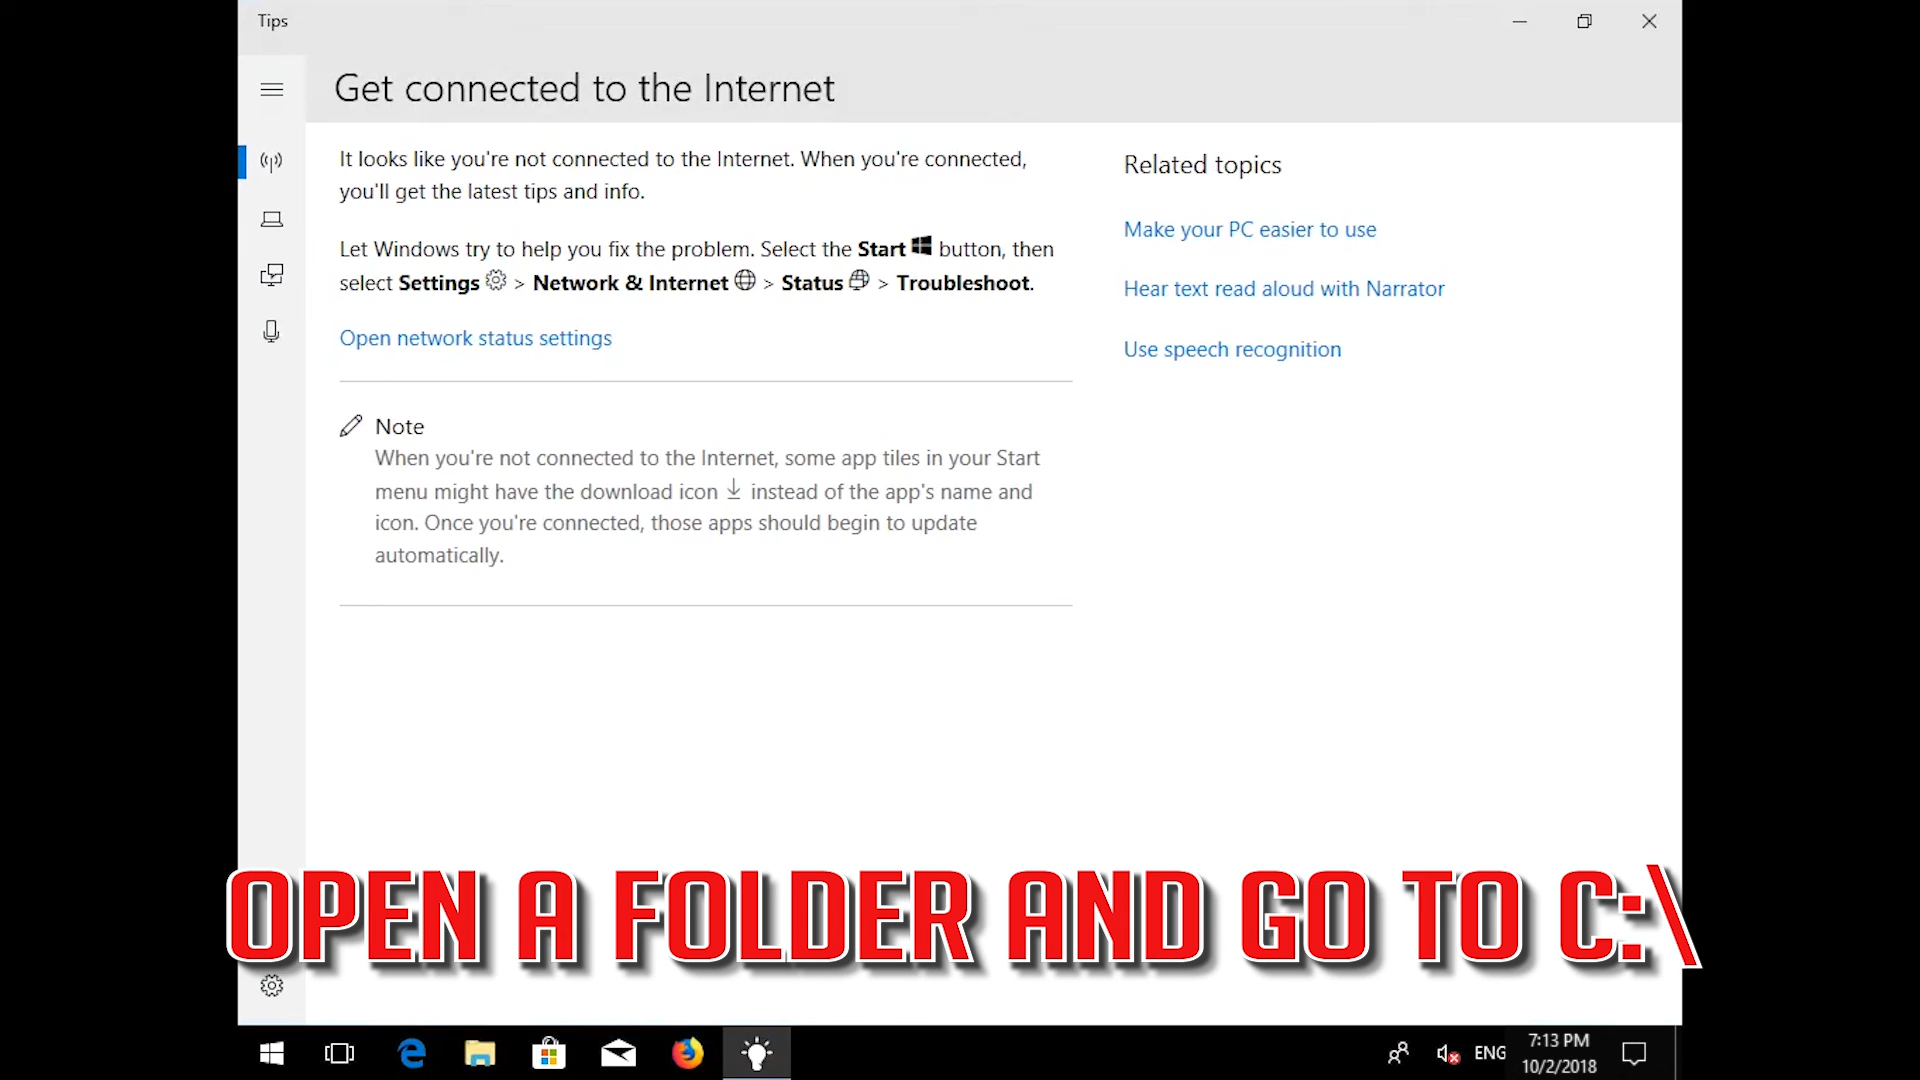 Tips
Get connected to the Internet
It looks like you're not connected to the Internet. When you're connected,
you'll get the latest tips and info.
Let Windows try to help you fix the problem. Select the Start button, then
select Settings > Network & Internet > Status > Troubleshoot.
Open network status settings
Note
When you're not connected to the Internet, some app tiles in your Start
menu might have the download icon instead of the app's name and
icon. Once you're connected, those apps should begin to update
automatically.
Related topics
Make your PC easier to use
Hear text read aloud with Narrator
Use speech recognition
OPEN A FOLDER AND GO TO C:\
ENG
7:13 PM
10/2/2018